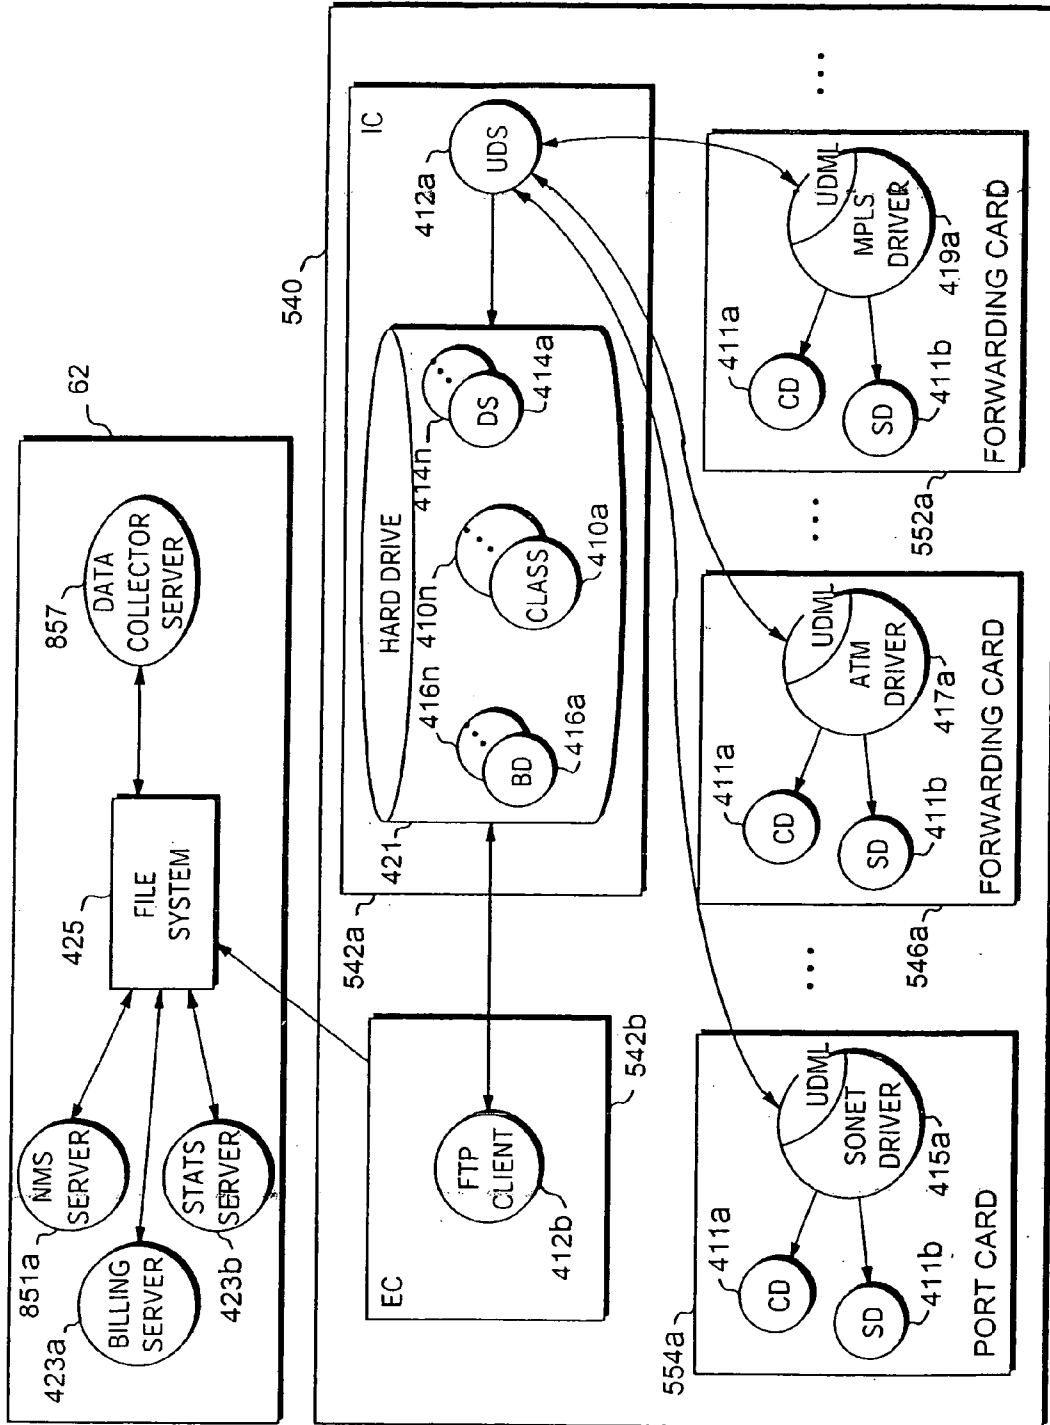 62
857
DATA
COLLECTOR
SERVER
425
FILE
SYSTEM
NMS
SERVER
851a
BILLING
SERVER
423a
STATS
SERVER
423b
540
IC
412a
UDS
HARD DRIVE
414n
DS
414a
410n
CLASS
410a
416n
BD
416a
421
542a
EC
FTP
CLIENT
412b
542b
UDML
MPLS
DRIVER
419a
CD
411a
SD
411b
FORWARDING CARD
552a
UDML
ATM
DRIVER
417a
CD
411a
SD
411b
FORWARDING CARD
546a
UDML
SONET
DRIVER
415a
CD
411a
SD
411b
PORT CARD
554a